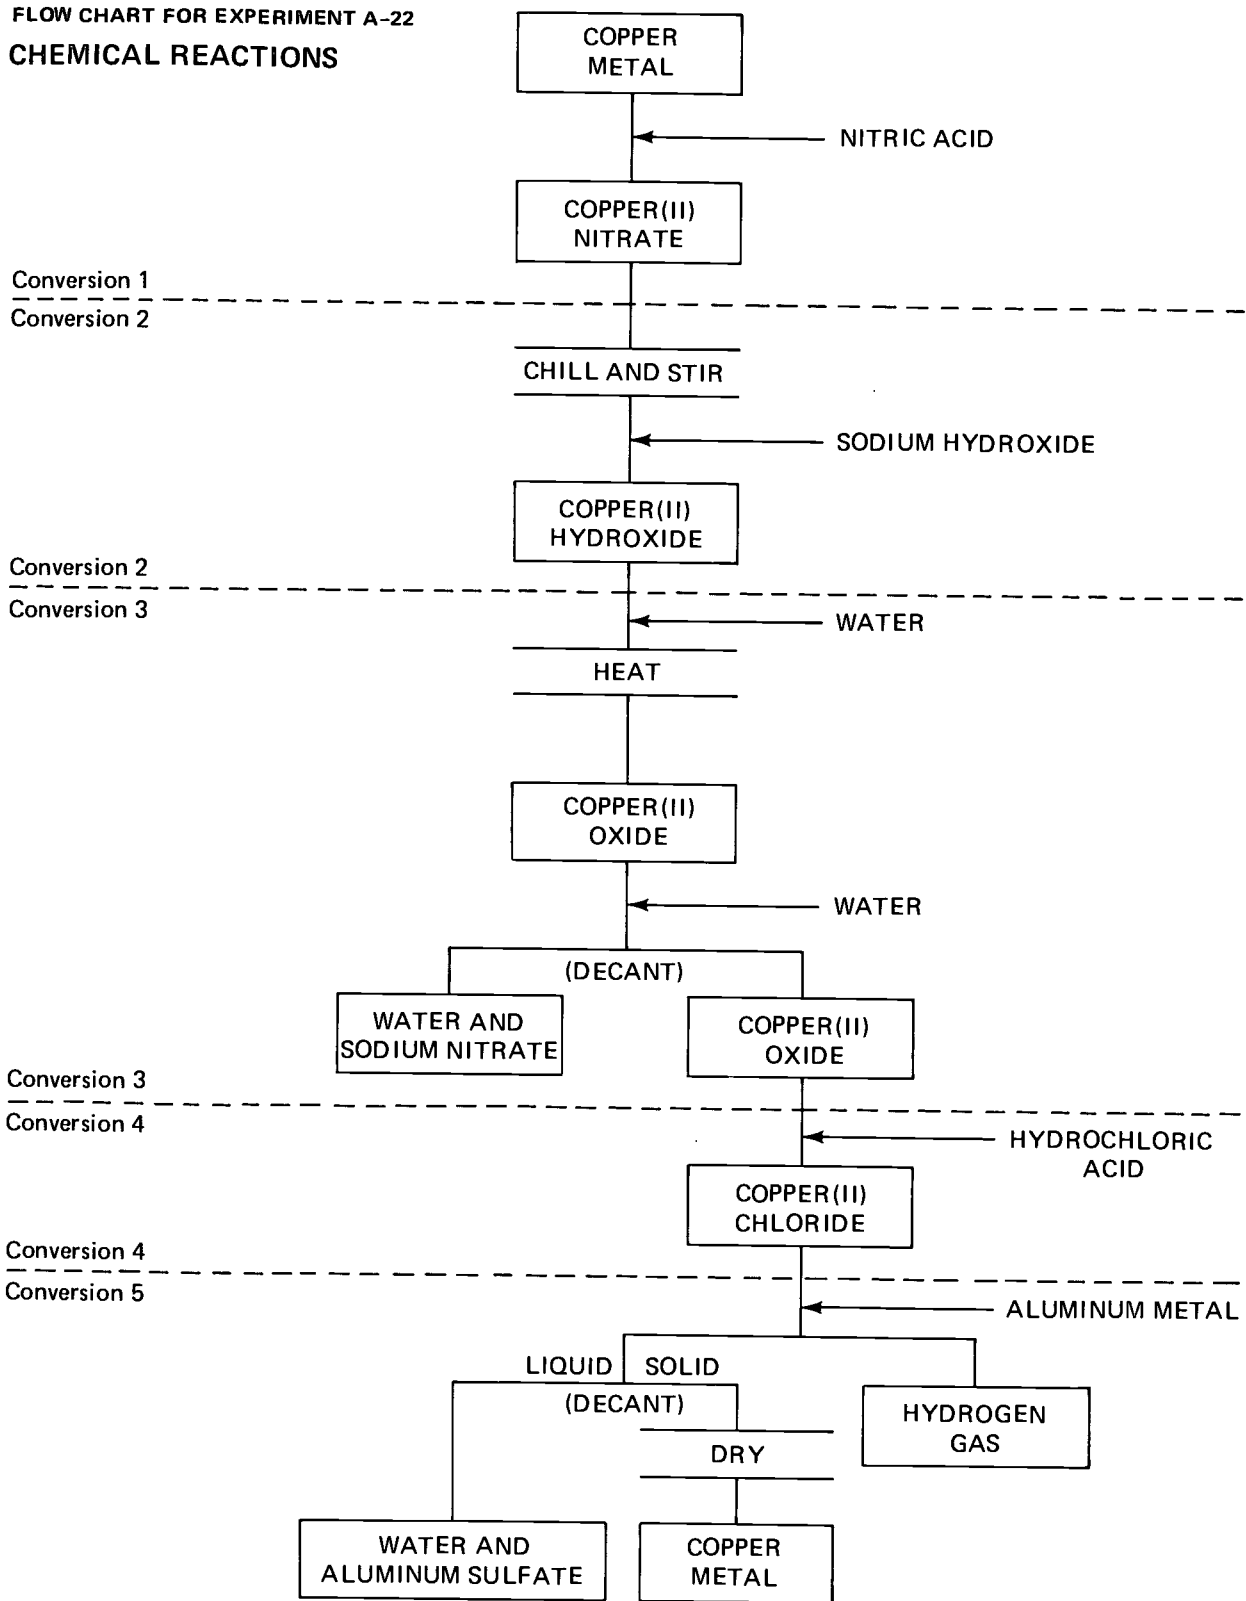 FLOW CHART FOR EXPERIMENT A-22
CHEMICAL REACTIONS
COPPER
METAL
NITRIC ACID
COPPER(II)
NITRATE
Conversion 1
Conversion 2
CHILL AND STIR
SODIUM HYDROXIDE
COPPER(II)
HYDROXIDE
Conversion 2
Conversion 3
WATER
HEAT
COPPER(II)
OXIDE
WATER
(DECANT)
WATER AND
SODIUM NITRATE
COPPER(II)
OXIDE
Conversion 3
Conversion 4
HYDROCHLORIC
ACID
COPPER(II)
CHLORIDE
Conversion 4
Conversion 5
ALUMINUM METAL
LIQUID SOLID
(DECANT)
HYDROGEN
GAS
DRY
WATER AND
ALUMINUM SULFATE
COPPER
METAL